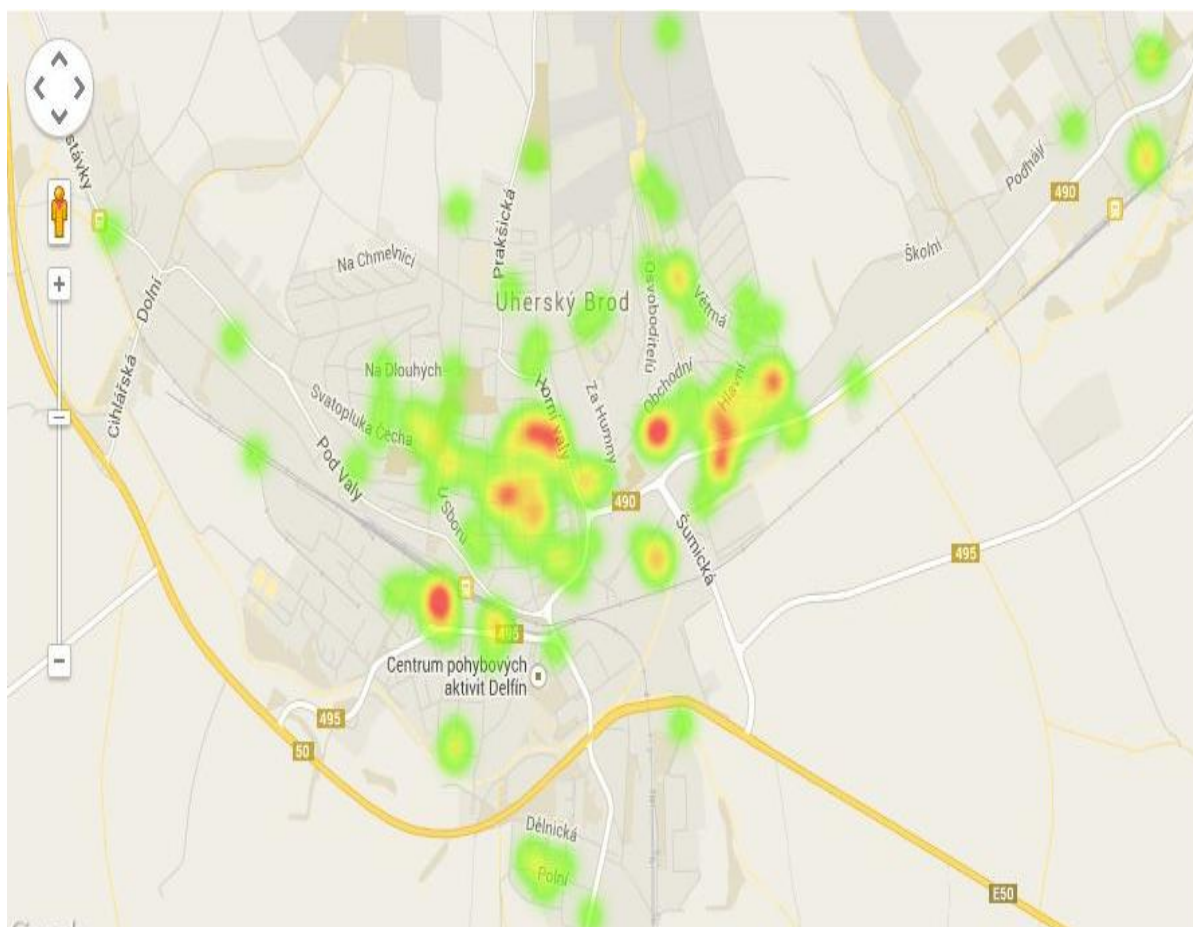 stávky
Podhájí
490
Školní
Prakšická
Na Chmelnici
Dolní
Uherský Brod
Osvoboditelů
Větrná
Cihlářská
Na Dlouhých
Horní Valy
Za Humny
Obchodní
Hlavní
Svatopluka Čecha
Pod Valy
U Sboru
490
Šumická
495
495
Centrum pohybových
aktivit Delfín
495
50
Dělnická
Polní
E50